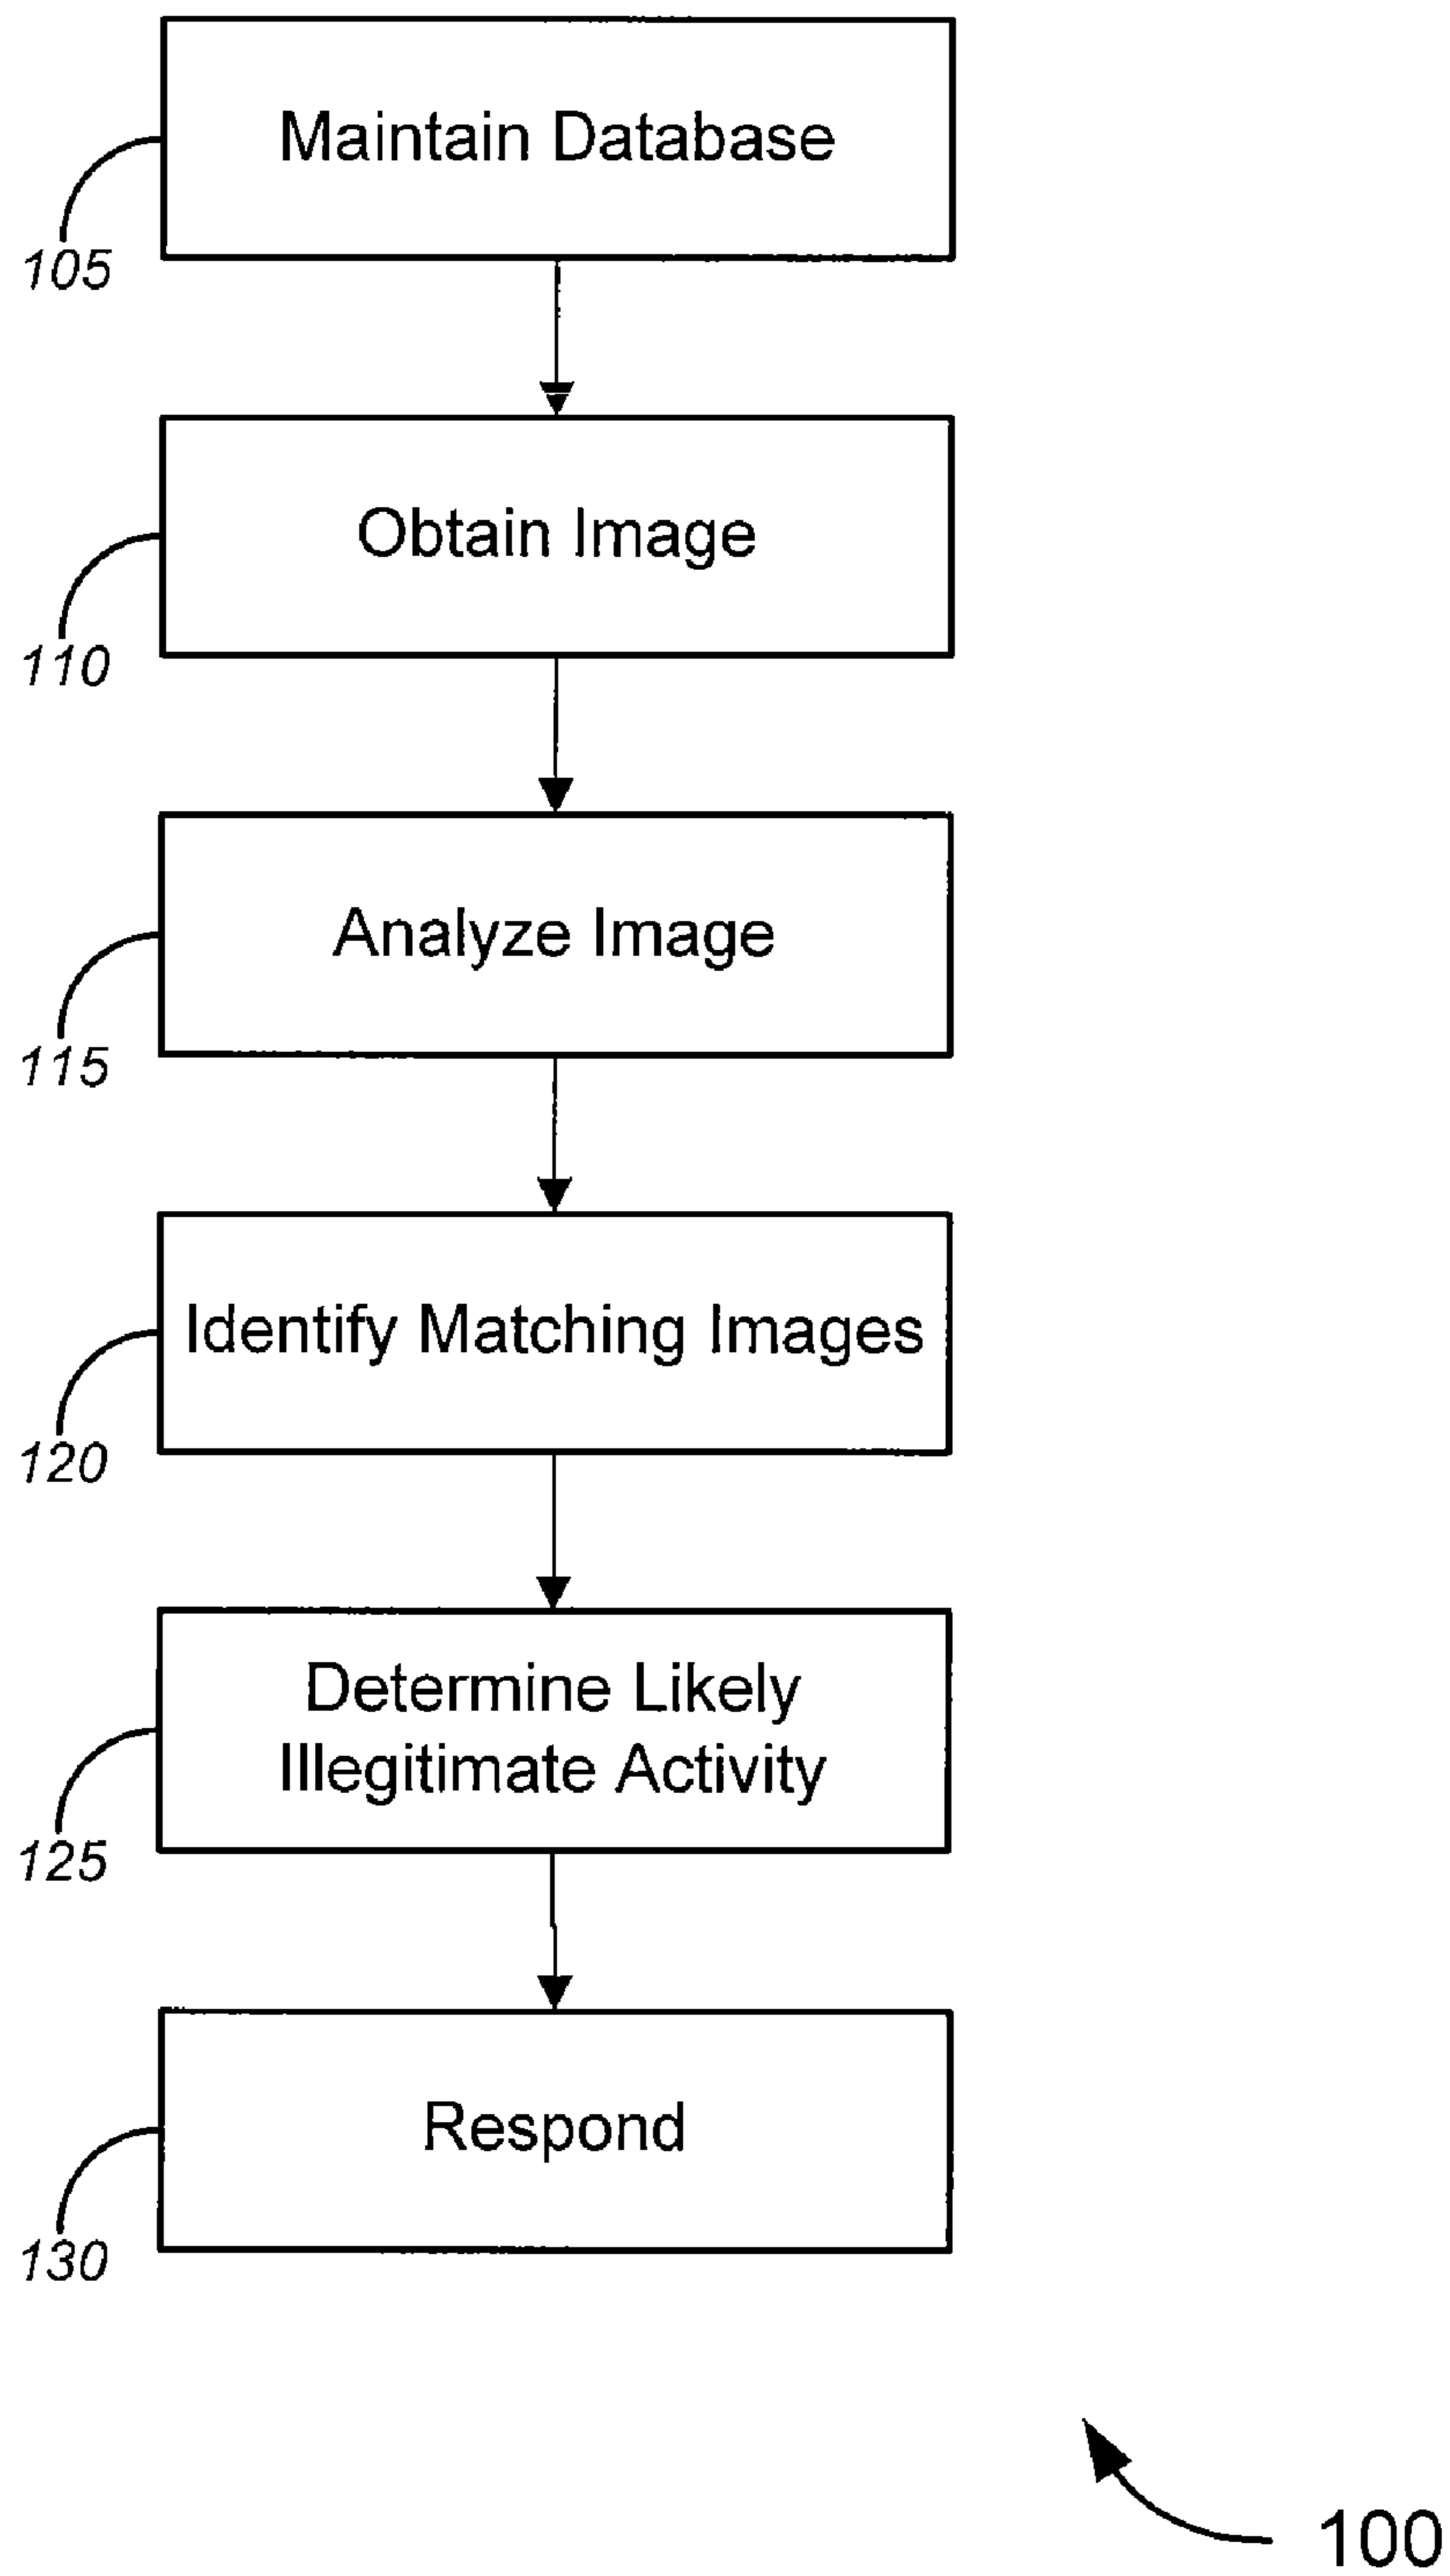 Maintain Database
105
Obtain Image
110
Analyze Image
115
Identify Matching Images
120
Determine Likely
Illegitimate Activity
125
Respond
130
100